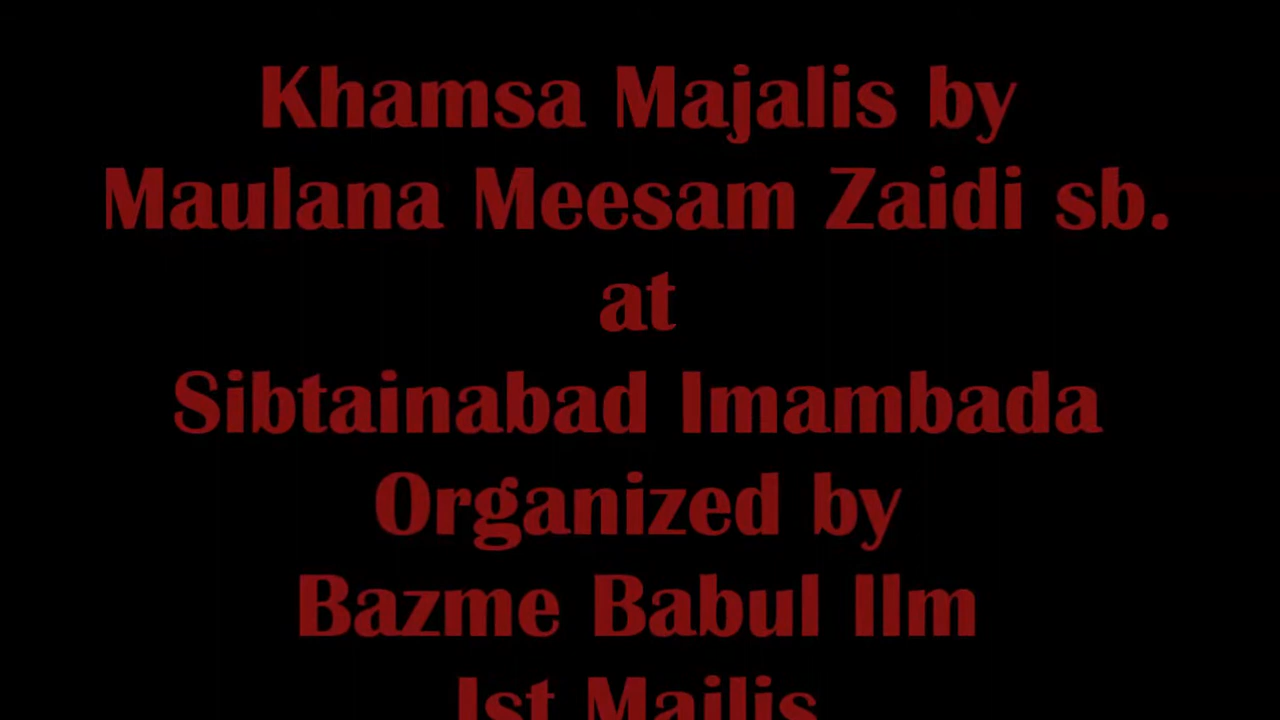 Khamsa Majalis by
Maulana Meesam Zaidi sb.
at
Sibtainabad Imambada
Organized by
Bazme Babul Ilm
Ist Majlis